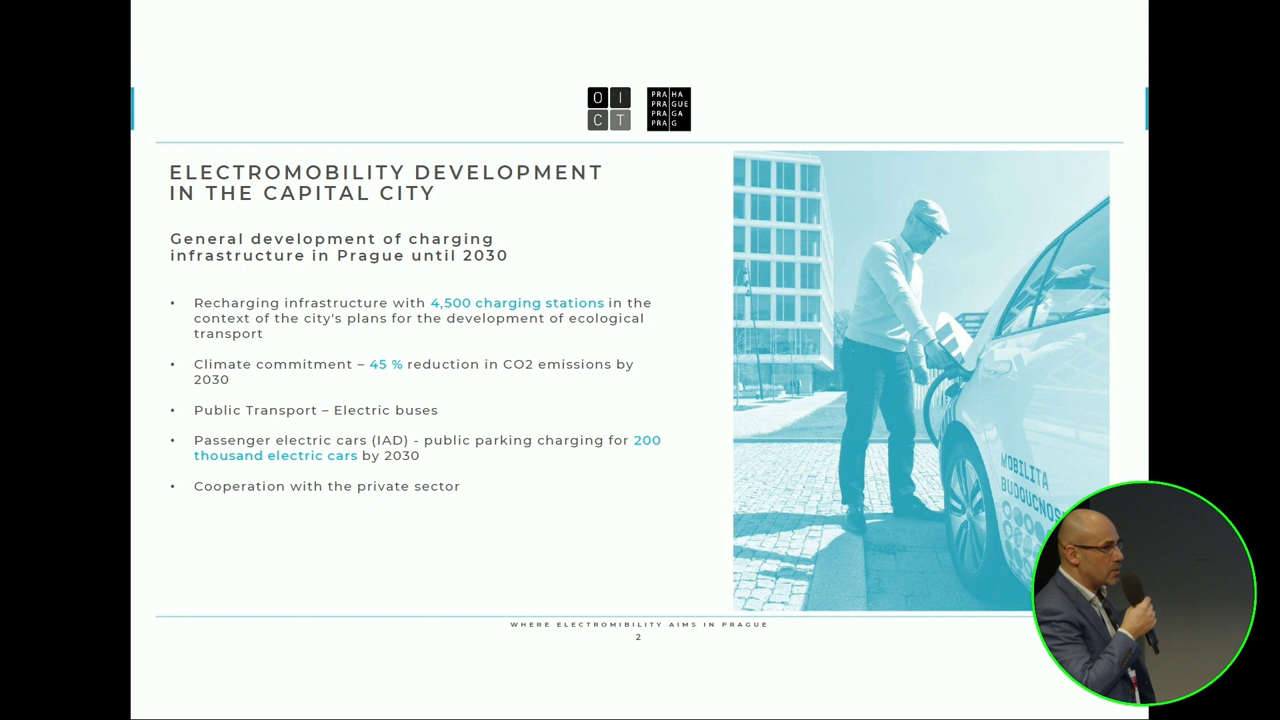 O I
C T
PRA HA
PRA GUE
PRA GA
PRA G
ELECTROMOBILITY DEVELOPMENT
IN THE CAPITAL CITY
General development of charging
infrastructure in Prague until 2030
• Recharging infrastructure with 4,500 charging stations in the
context of the city's plans for the development of ecological
transport
• Climate commitment – 45 % reduction in CO2 emissions by
2030
• Public Transport – Electric buses
• Passenger electric cars (IAD) - public parking charging for 200
thousand electric cars by 2030
• Cooperation with the private sector
MOBILITA
BUDOUCNOS
WHERE ELECTROMIBILITY AIMS IN PRAGUE
2